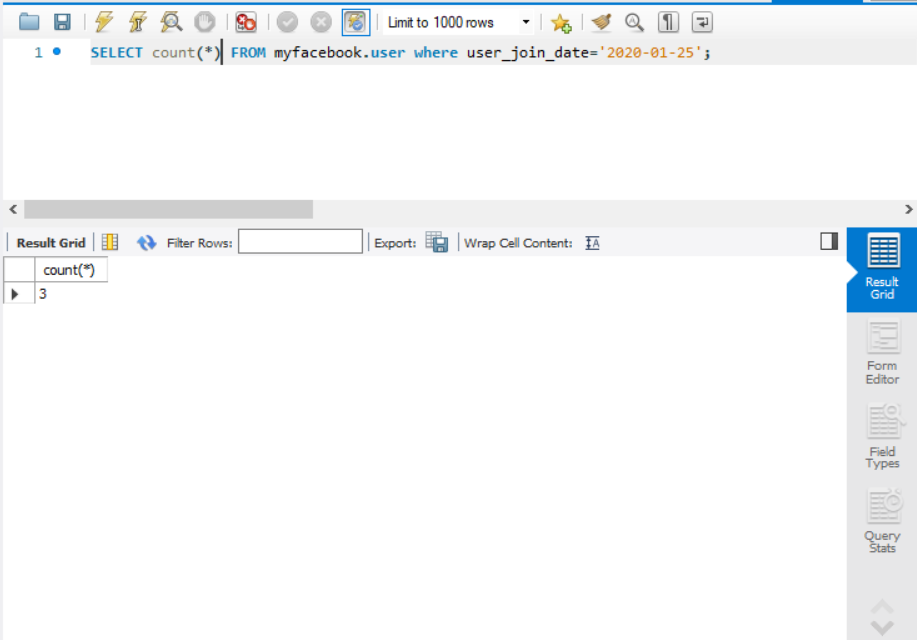 Limit to 1000 rows
1 SELECT count(*) FROM myfacebook.user where user_join_date='2020-01-25';
Result Grid Filter Rows: Export: Wrap Cell Content: IA
count(*)
3
Result
Grid
Form
Editor
Field
Types
Query
Stats